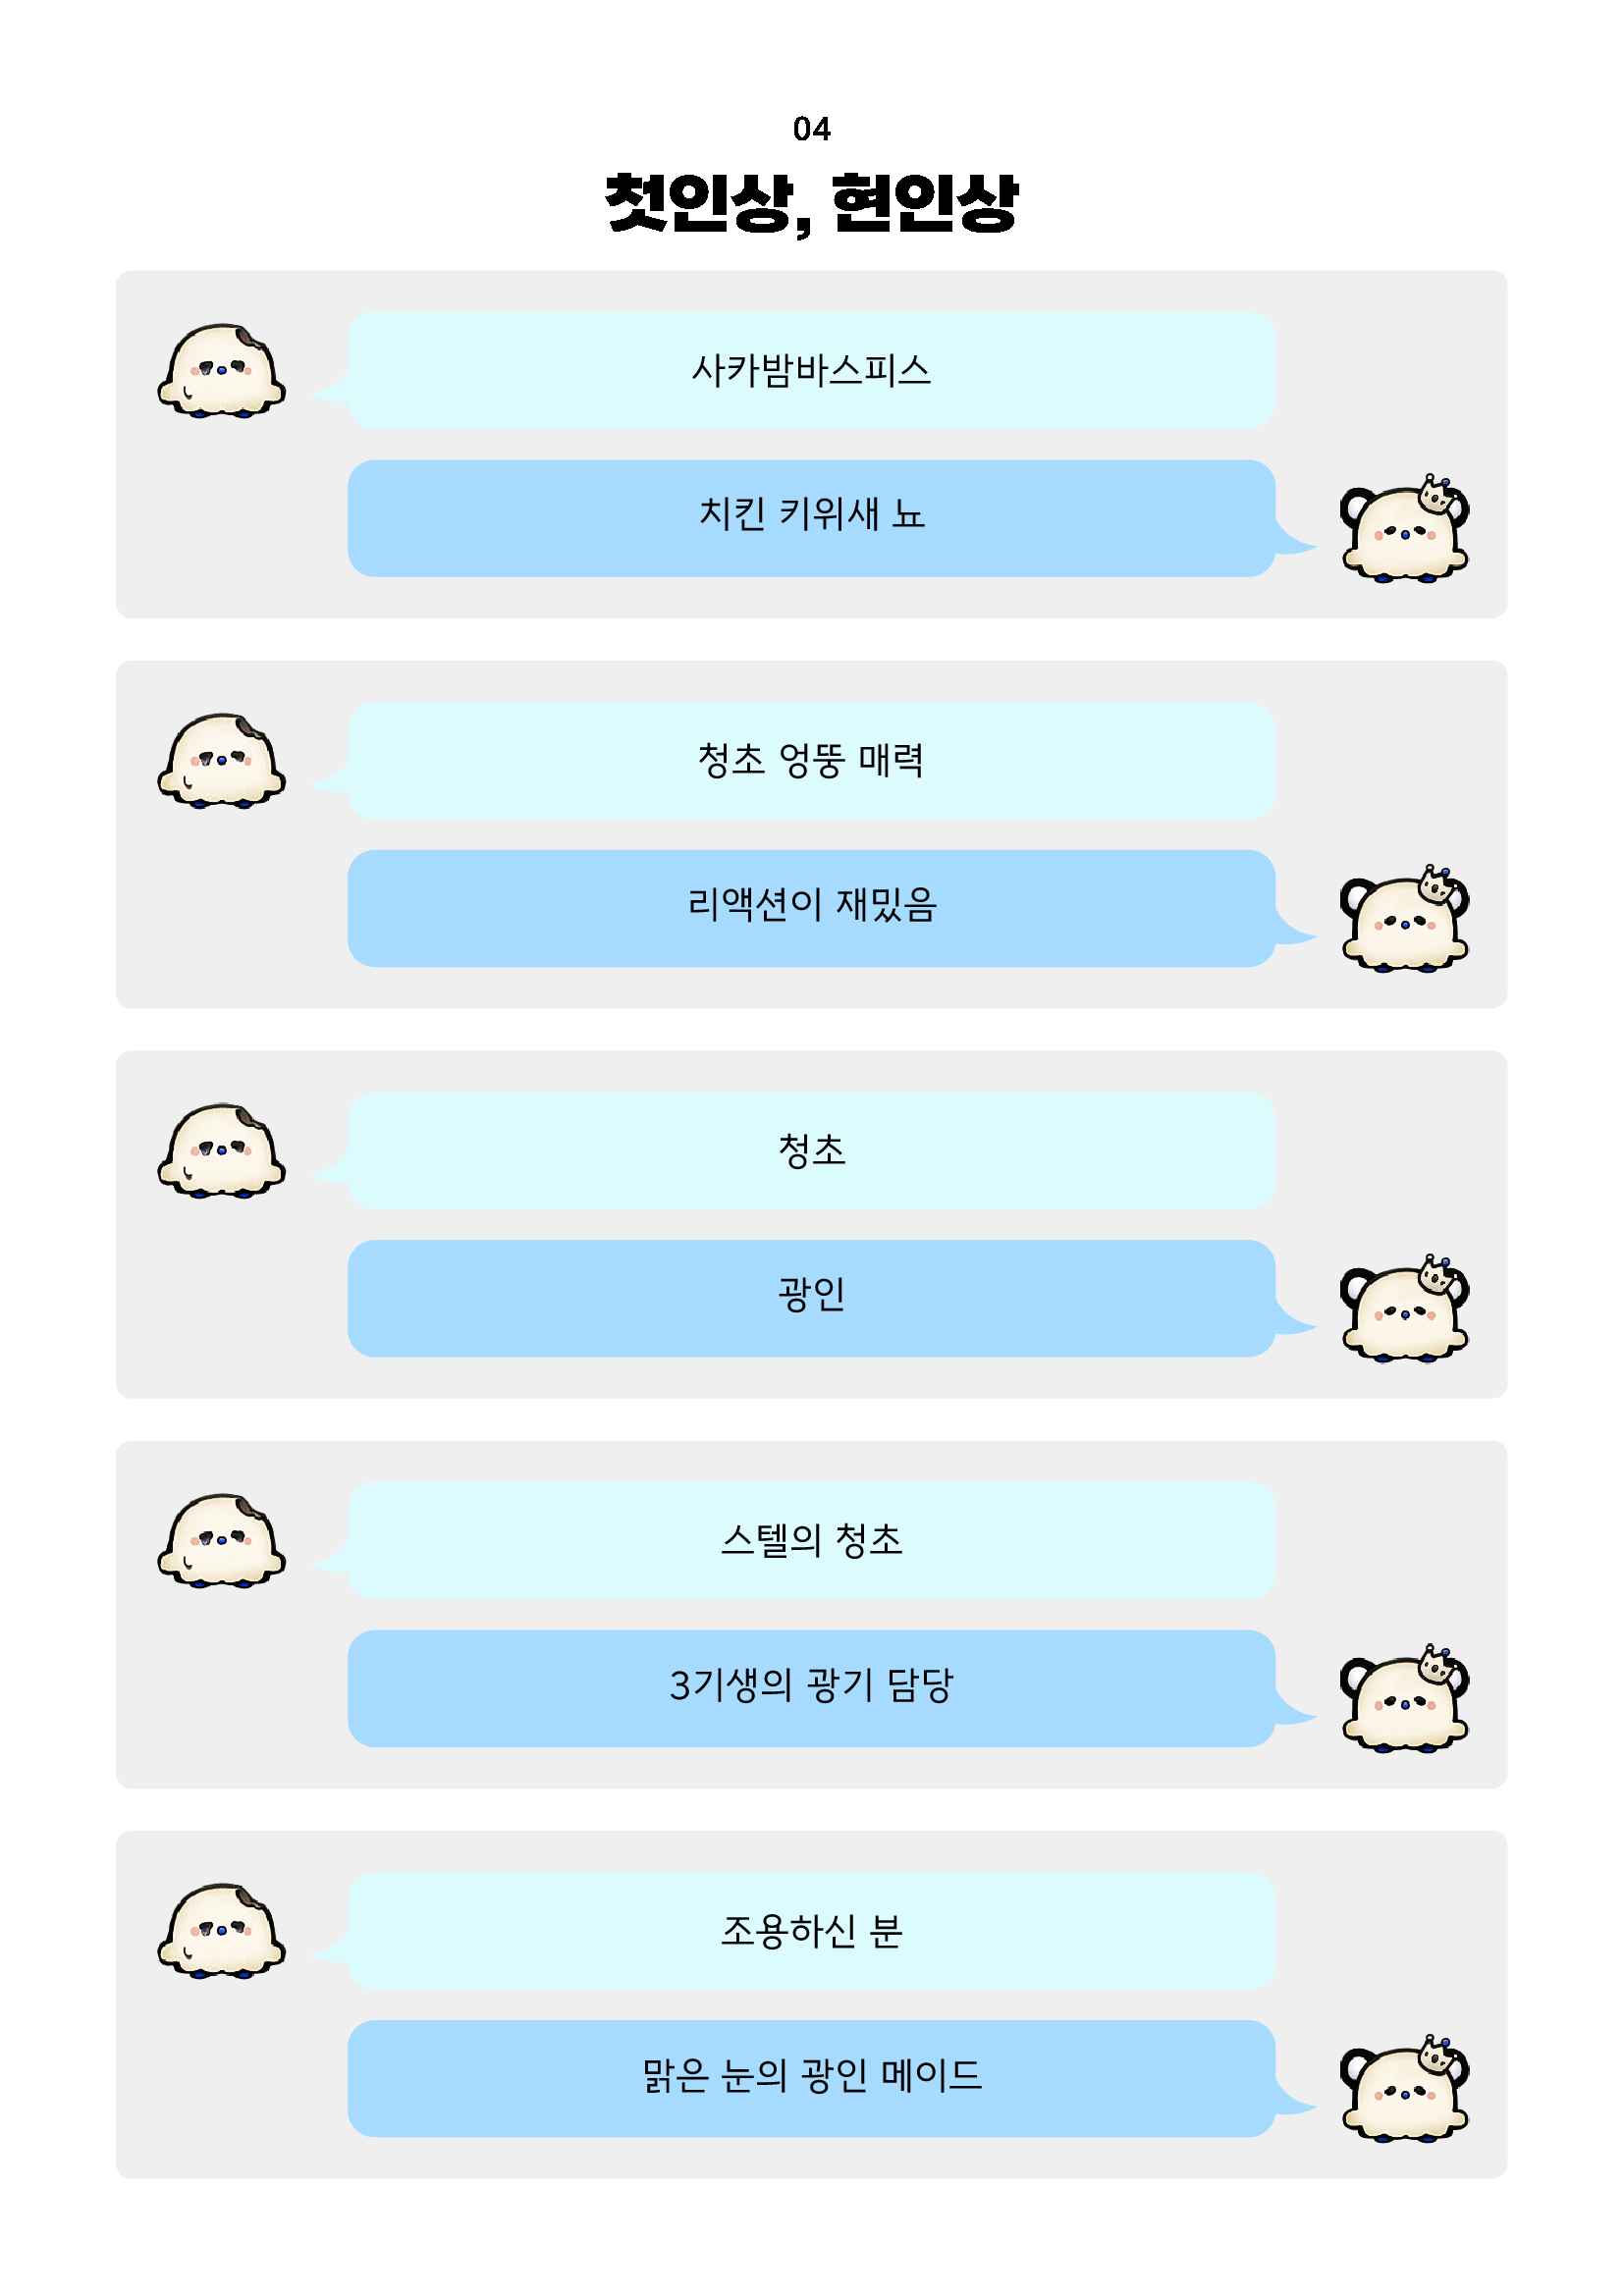 04
첫인상, 현인상
사카밤바스피스
치킨 키위새 뇨
청초 엉뚱 매력
리액션이 재밌음
청초
광인
스텔의 청초
3기생의 광기 담당
조용하신 분
맑은 눈의 광인 메이드